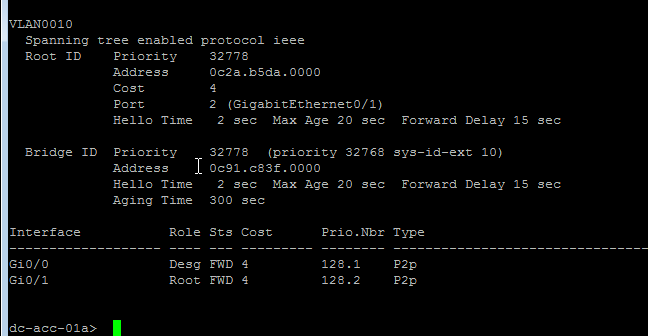 VLAN0010
  Spanning tree enabled protocol ieee
  Root ID    Priority    32778
             Address     0c2a.b5da.0000
             Cost        4
             Port        2 (GigabitEthernet0/1)
             Hello Time   2 sec  Max Age 20 sec  Forward Delay 15 sec
  Bridge ID  Priority    32778  (priority 32768 sys-id-ext 10)
             Address     0c91.c83f.0000
             Hello Time   2 sec  Max Age 20 sec  Forward Delay 15 sec
             Aging Time  300 sec
Interface           Role Sts Cost      Prio.Nbr Type
------------------- ---- --- --------- -------- --------------------------------
Gi0/0               Desg FWD 4         128.1    P2p
Gi0/1               Root FWD 4         128.2    P2p
dc-acc-01a>